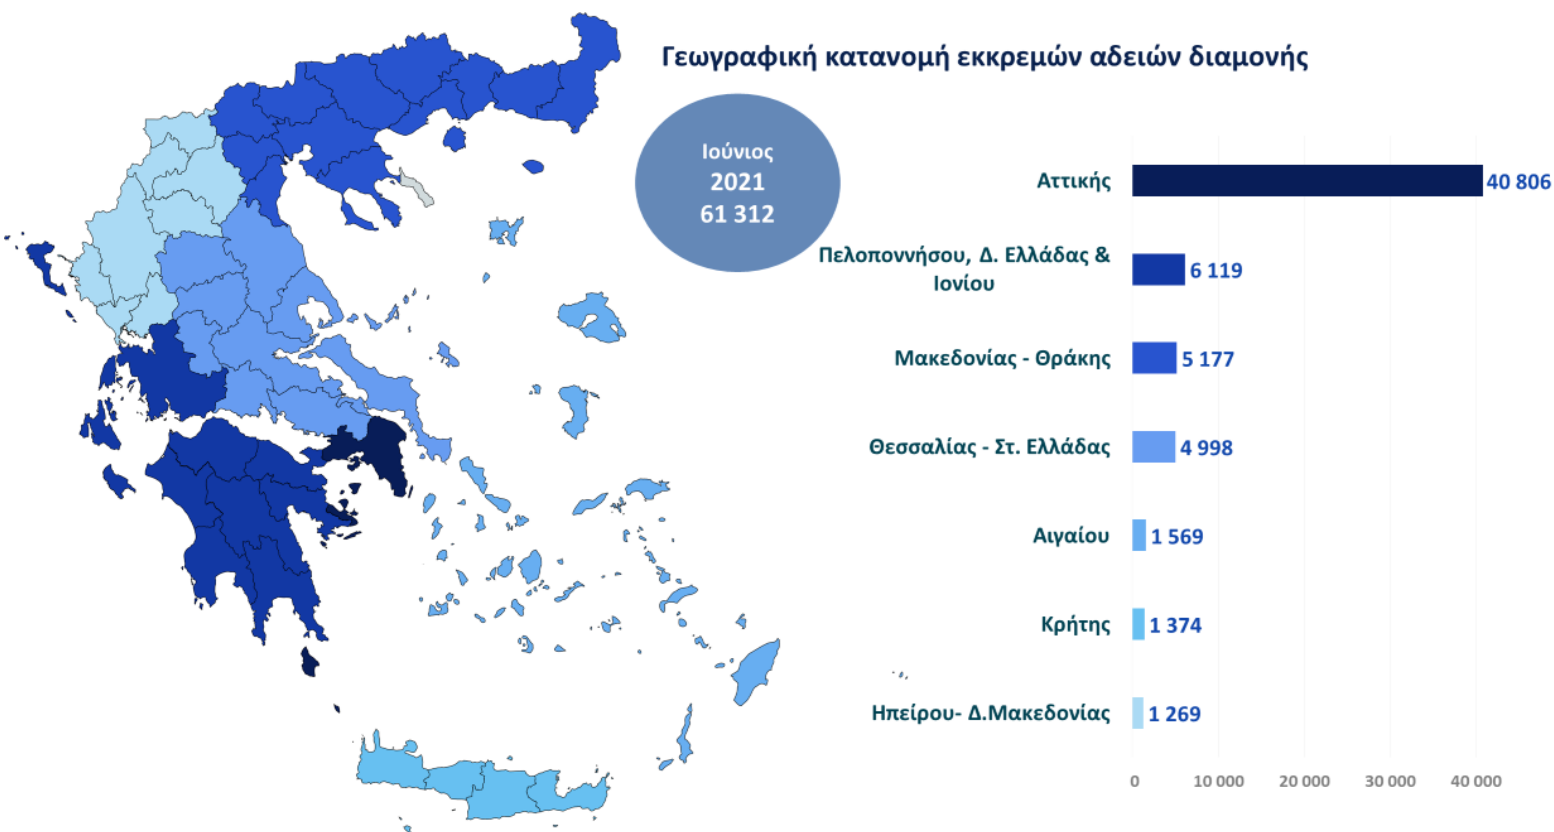 Γεωγραφική κατανομή εκκρεμών αδειών διαμονής
Ιούνιος
2021
61 312
Αττικής
40 806
Πελοποννήσου, Δ. Ελλάδας &
Ιονίου
6 119
Μακεδονίας - Θράκης
5 177
Θεσσαλίας - Στ. Ελλάδας
4 998
Αιγαίου
1 569
Κρήτης
1 374
Ηπείρου- Δ.Μακεδονίας
1 269
0 10 000 20 000 30 000 40 000